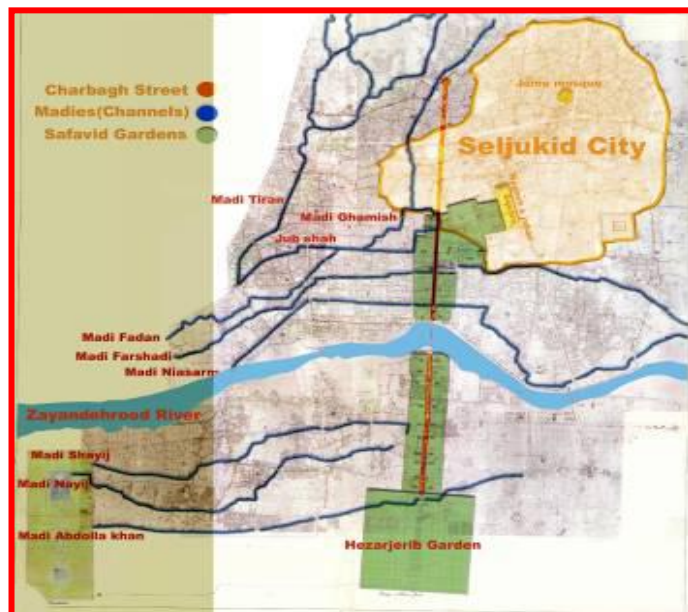 Charbagh Street
Madies(Channels)
Safavid Gardens
Jame mosque
Seljukid City
Madi Tiran
Madi Ghamish
Jub shah
Madi Fadan
Madi Farshadi
Madi Niasarm
Zayandehrood River
Madi Shayij
Madi Nayij
Madi Abdolla khan
Hezarjerib Garden